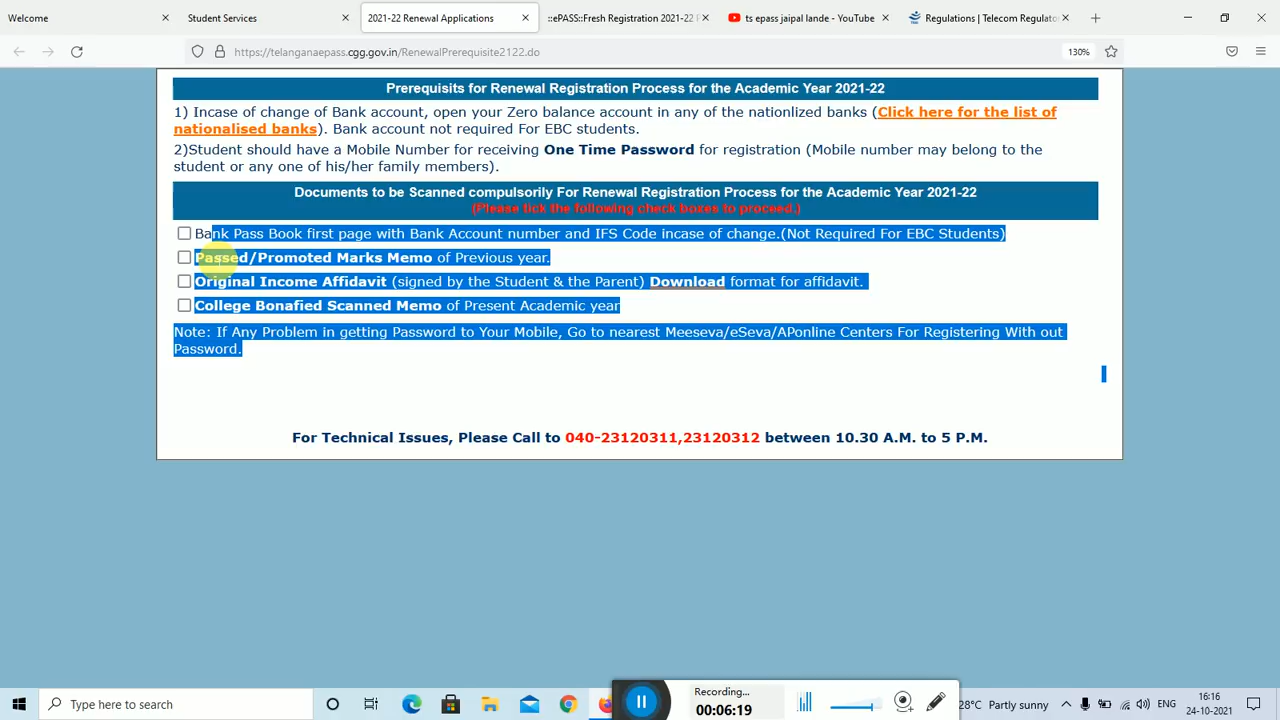 Welcome
Student Services
2021-22 Renewal Applications
::ePASS::Fresh Registration 2021-22
ts epass jaipal lande - YouTube
Regulations | Telecom Regulato
https://telanganaepass.cgg.gov.in/RenewalPrerequisite2122.do
130%
Prerequisits for Renewal Registration Process for the Academic Year 2021-22
1) Incase of change of Bank account, open your Zero balance account in any of the nationlized banks (Click here for the list of
nationalised banks). Bank account not required For EBC students.
2)Student should have a Mobile Number for receiving One Time Password for registration (Mobile number may belong to the
student or any one of his/her family members).
Documents to be Scanned compulsorily For Renewal Registration Process for the Academic Year 2021-22
(Please tick the following check boxes to proceed.)
Bank Pass Book first page with Bank Account number and IFS Code incase of change.(Not Required For EBC Students)
Passed/Promoted Marks Memo of Previous year.
Original Income Affidavit (signed by the Student & the Parent) Download format for affidavit.
College Bonafied Scanned Memo of Present Academic year
Note: If Any Problem in getting Password to Your Mobile, Go to nearest Meeseva/eSeva/APonline Centers For Registering With out
Password.
For Technical Issues, Please Call to 040-23120311,23120312 between 10.30 A.M. to 5 P.M.
Type here to search
Recording...
00:06:19
28°C Partly sunny
ENG
16:16
24-10-2021